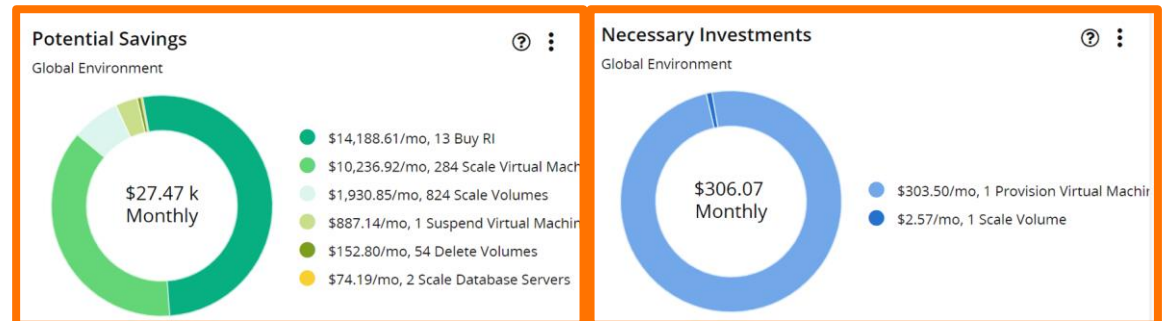 Potential Savings
Global Environment
$27.47 k
Monthly
$14,188.61/mo, 13 Buy RI
$10,236.92/mo, 284 Scale Virtual Mach
$1,930.85/mo, 824 Scale Volumes
$887.14/mo, 1 Suspend Virtual Machin
$152.80/mo, 54 Delete Volumes
$74.19/mo, 2 Scale Database Servers
Necessary Investments
Global Environment
$306.07
Monthly
$303.50/mo, 1 Provision Virtual Machin
$2.57/mo, 1 Scale Volume